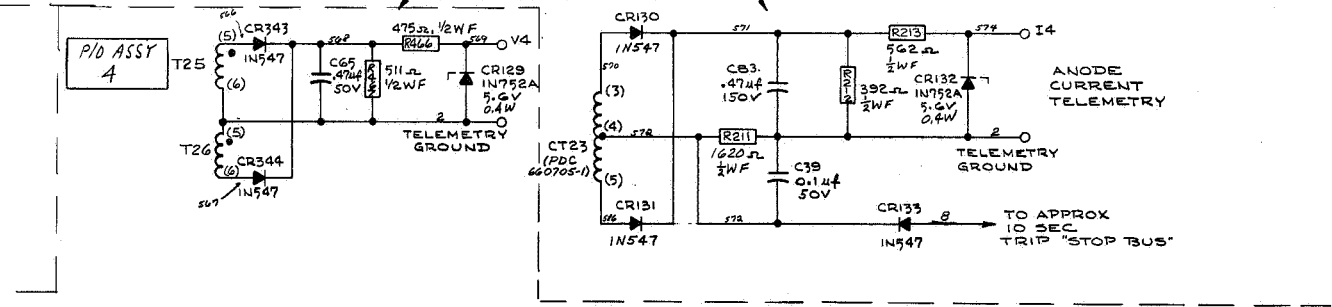 P/O ASSY
4
T25
(5)
566
CR343
1N547
(6)
T26
(5)
(6)
CR344
1N547
567
568
C65
.47uf
50V
R462
511Ω
1/2WF
475Ω, 1/2WF
R466
569
V4
CR129
1N752A
5.6V
0.4W
2
TELEMETRY
GROUND
CR130
1N547
570
(3)
(4)
572
CT23
(PDC
660705-1)
(5)
516
CR131
1N547
571
C83
.47uf
150V
R211
1620Ω
1/2WF
C39
0.1uf
50V
572
R212
392Ω
1/2WF
R213
562Ω
1/2WF
574
I4
CR132
1N752A
5.6V
0.4W
ANODE
CURRENT
TELEMETRY
2
TELEMETRY
GROUND
CR133
1N547
8
TO APPROX
10 SEC
TRIP "STOP BUS"